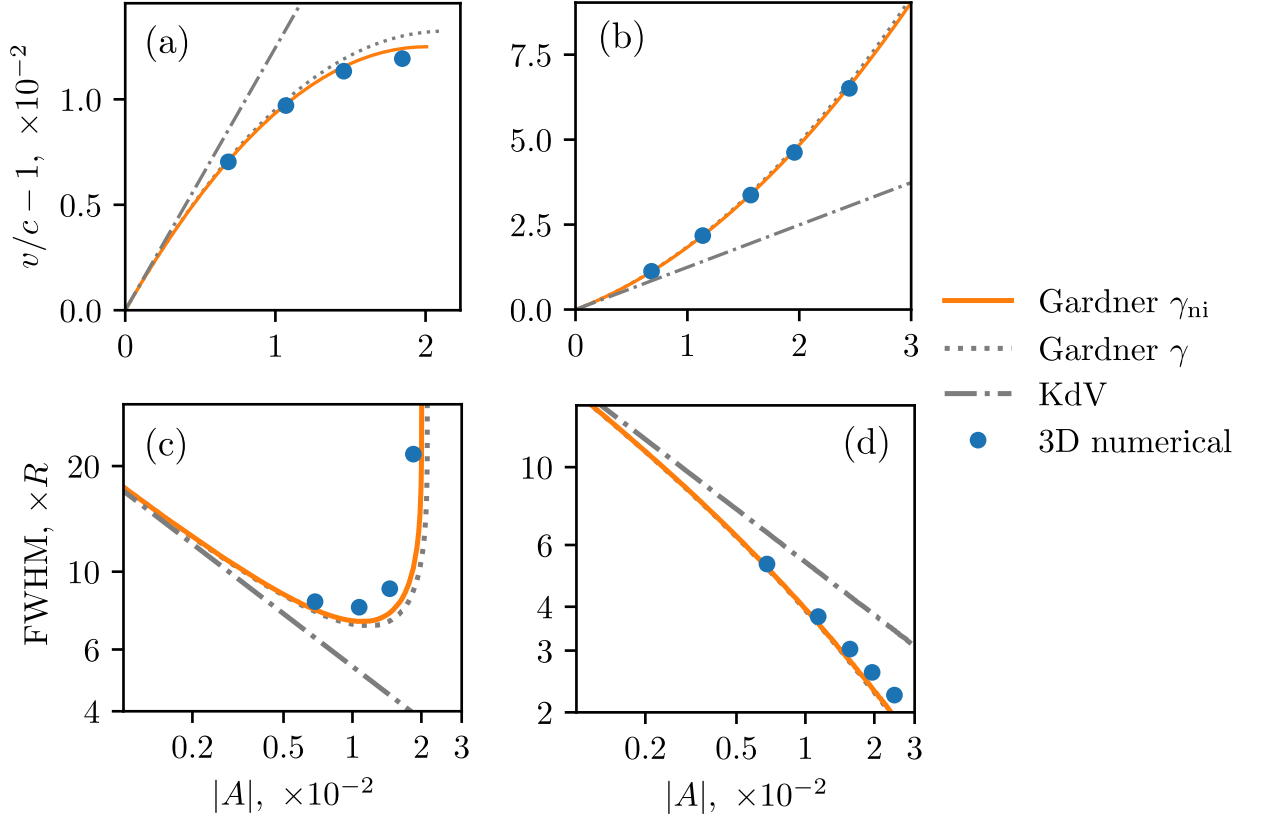 (a)
v/c − 1, ×10⁻²
1.0
0.5
0.0
0 1 2
(b)
7.5
5.0
2.5
0.0
0 1 2 3
Gardner γₙᵢ
Gardner γ
KdV
3D numerical
(c)
FWHM, ×R
20
10
6
4
0.2 0.5 1 2 3
|A|, ×10⁻²
(d)
10
6
4
3
2
0.2 0.5 1 2 3
|A|, ×10⁻²